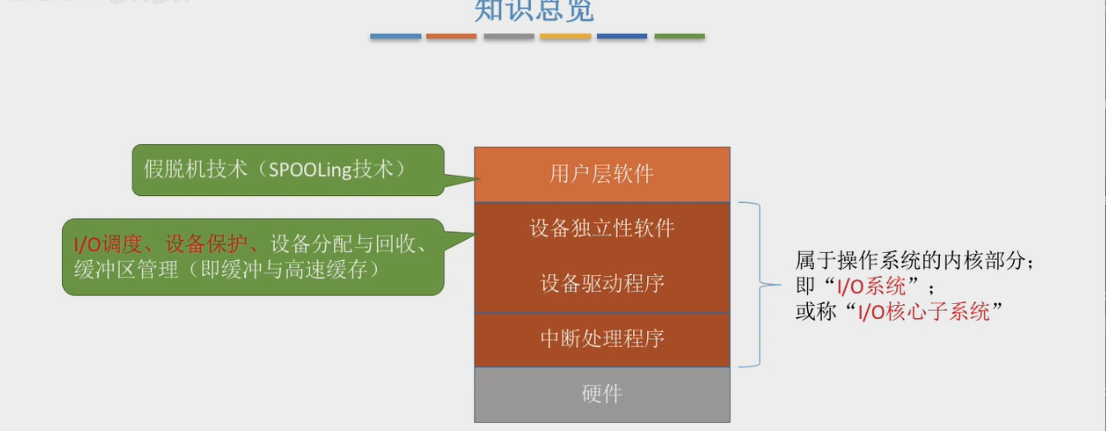 知识总览
假脱机技术（SPOOLing技术）
用户层软件
I/O调度、设备保护、设备分配与回收、
缓冲区管理（即缓冲与高速缓存）
设备独立性软件
设备驱动程序
中断处理程序
硬件
属于操作系统的内核部分；
即“I/O系统”；
或称“I/O核心子系统”